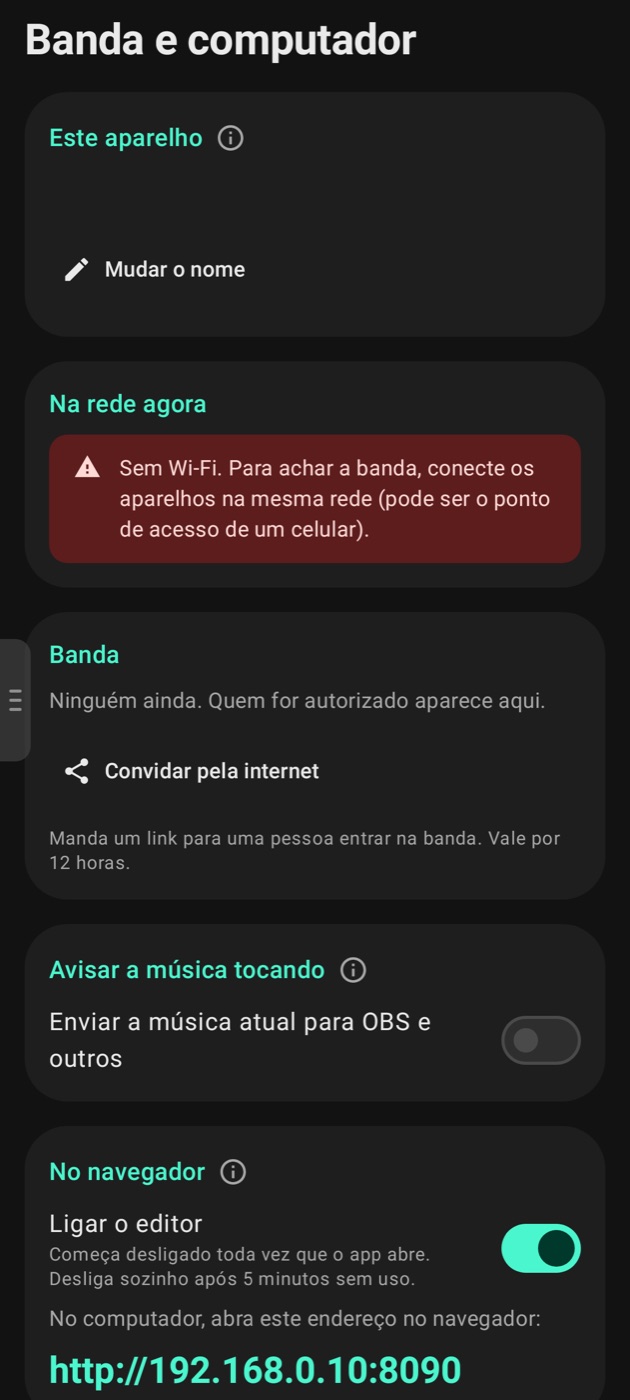 Banda e computador
Este aparelho
Mudar o nome
Na rede agora
Sem Wi-Fi. Para achar a banda, conecte os
aparelhos na mesma rede (pode ser o ponto
de acesso de um celular).
Banda
Ninguém ainda. Quem for autorizado aparece aqui.
Convidar pela internet
Manda um link para uma pessoa entrar na banda. Vale por
12 horas.
Avisar a música tocando
Enviar a música atual para OBS e
outros
No navegador
Ligar o editor
Começa desligado toda vez que o app abre.
Desliga sozinho após 5 minutos sem uso.
No computador, abra este endereço no navegador:
http://192.168.0.10:8090